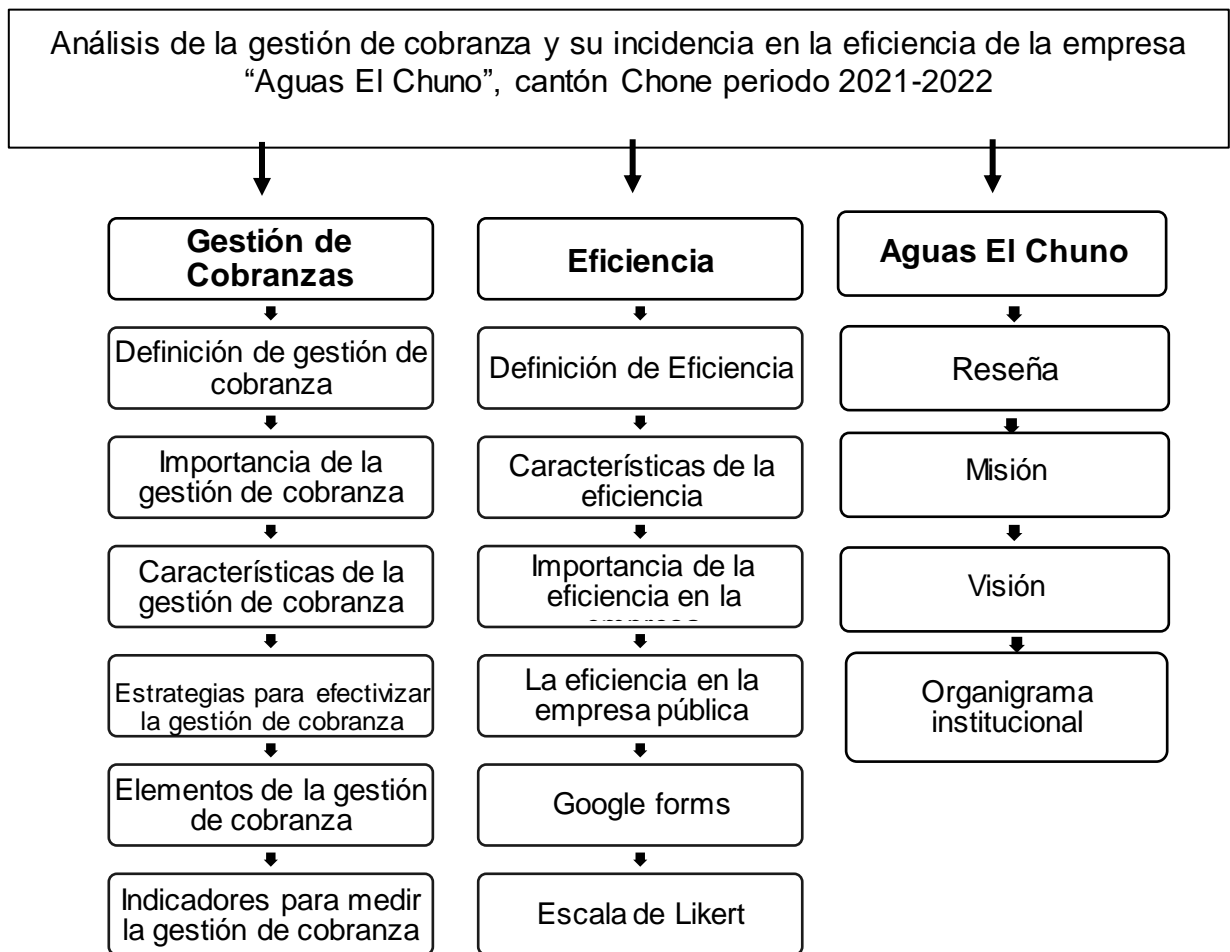 Análisis de la gestión de cobranza y su incidencia en la eficiencia de la empresa
“Aguas El Chuno”, cantón Chone periodo 2021-2022
Gestión de
Cobranzas
Definición de gestión de
cobranza
Importancia de la
gestión de cobranza
Características de la
gestión de cobranza
Estrategias para efectivizar
la gestión de cobranza
Elementos de la gestión
de cobranza
Indicadores para medir
la gestión de cobranza
Eficiencia
Definición de Eficiencia
Características de la
eficiencia
Importancia de la
eficiencia en la
La eficiencia en la
empresa pública
Google forms
Escala de Likert
Aguas El Chuno
Reseña
Misión
Visión
Organigrama
institucional